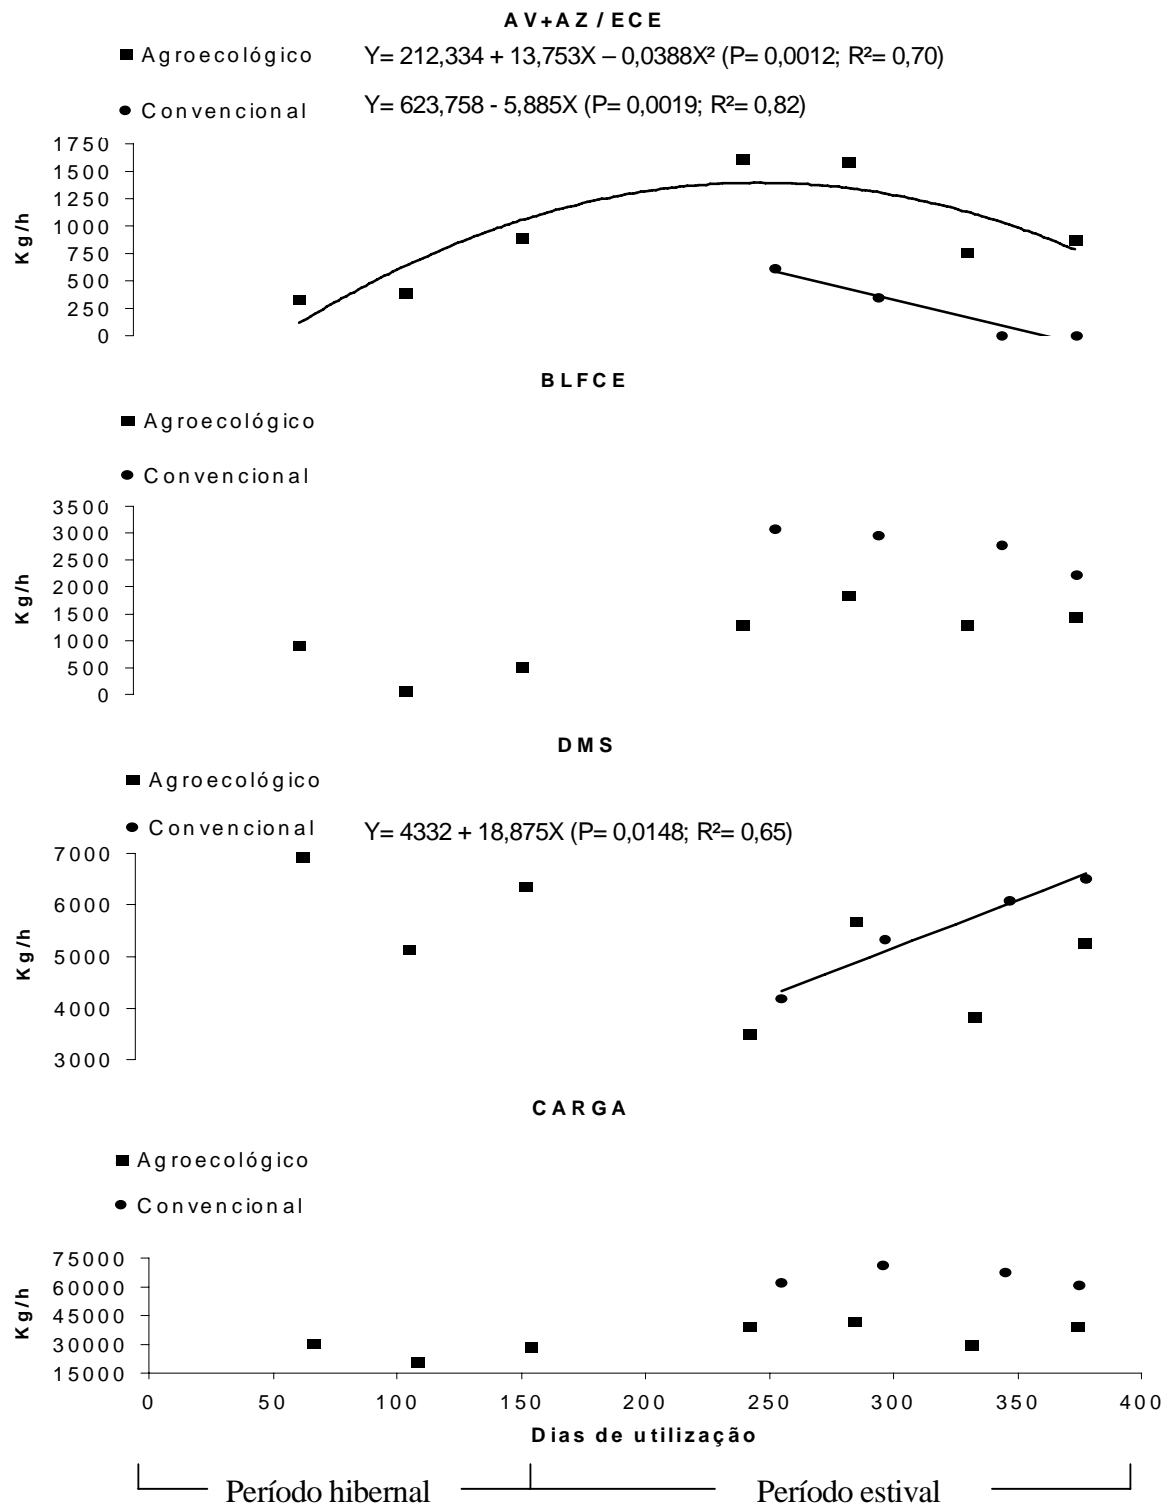 AV+AZ / ECE
Agroecológico Y= 212,334 + 13,753X – 0,0388X² (P= 0,0012; R²= 0,70)
Convencional Y= 623,758 - 5,885X (P= 0,0019; R²= 0,82)
1750
1500
1250
1000
750
500
250
0
Kg/h
BLFCE
Agroecológico
Convencional
3500
3000
2500
2000
1500
1000
500
0
Kg/h
DMS
Agroecológico
Convencional Y= 4332 + 18,875X (P= 0,0148; R²= 0,65)
7000
6000
5000
4000
3000
Kg/h
CARGA
Agroecológico
Convencional
75000
60000
45000
30000
15000
Kg/h
0 50 100 150 200 250 300 350 400
Dias de utilização
Período hibernal Período estival